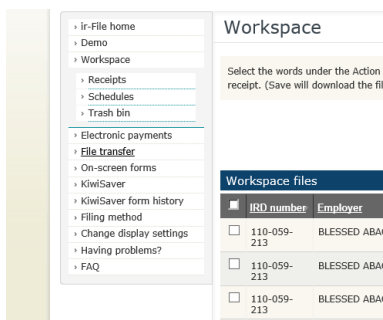 ir-File home
Demo
Workspace
Receipts
Schedules
Trash bin
Electronic payments
File transfer
On-screen forms
KiwiSaver
KiwiSaver form history
Filing method
Change display settings
Having problems?
FAQ
Workspace
Select the words under the Action
receipt. (Save will download the fil
Workspace files
IRD number Employer
110-059- BLESSED ABA
213
110-059- BLESSED ABA
213
110-059- BLESSED ABA
213